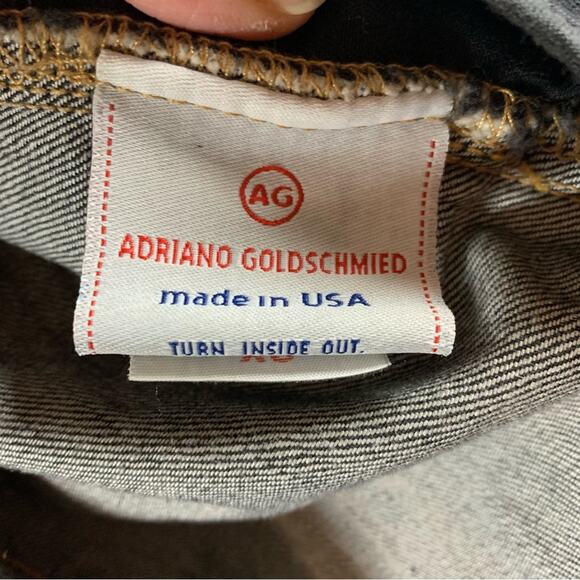 AG
ADRIANO GOLDSCHMIED
made in USA
TURN INSIDE OUT.